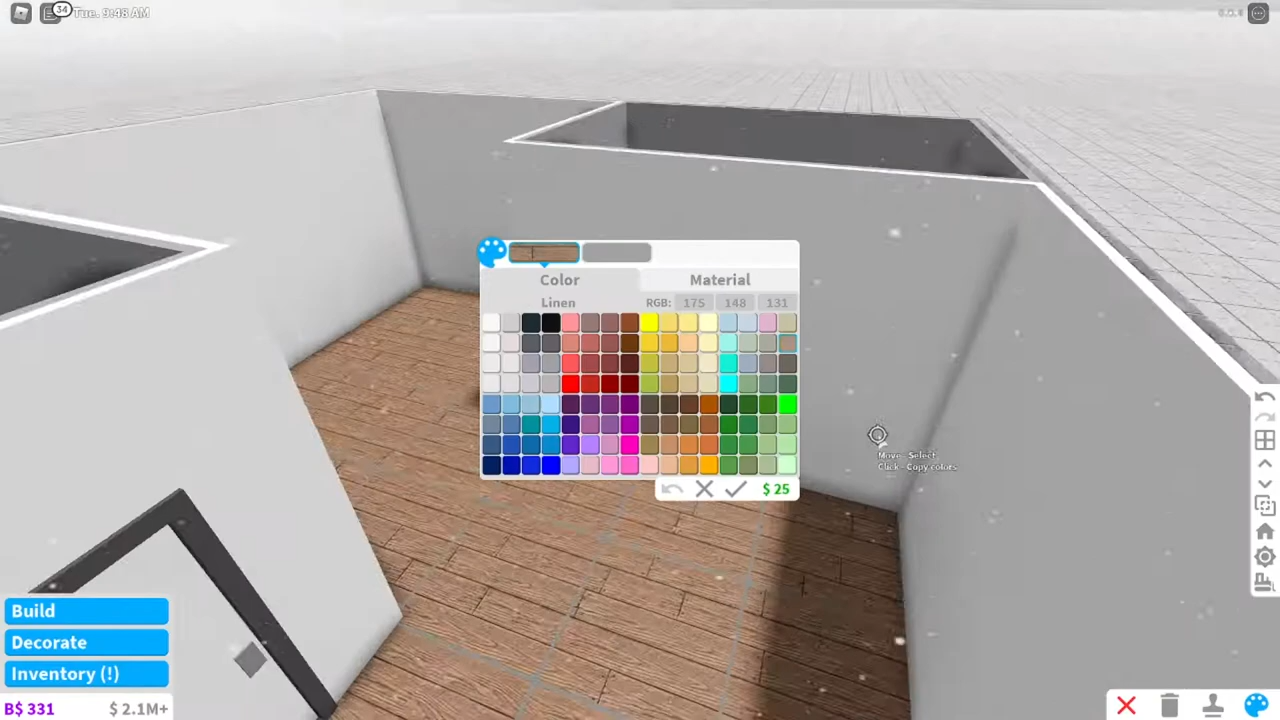 34
Tue. 9:48 AM
Color
Material
Linen
RGB: 175 148 131
Move - Select
Click - Copy colors
$ 25
Build
Decorate
Inventory (!)
B$ 331
$ 2.1M+